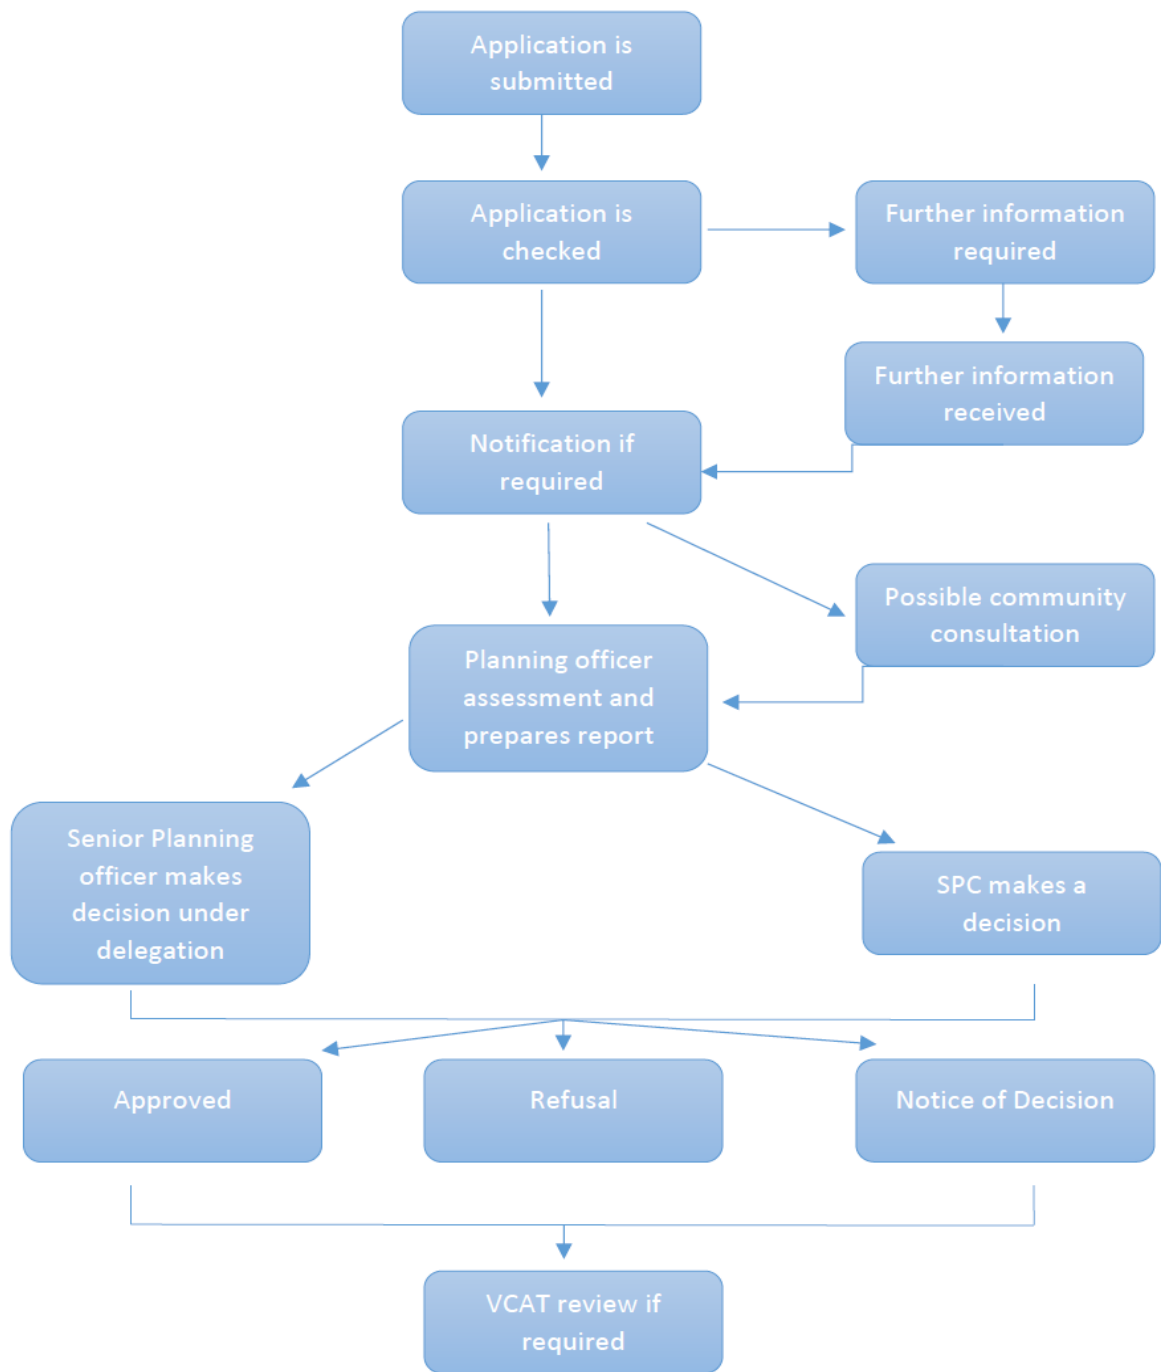 Application is
submitted
Application is
checked
Further information
required
Further information
received
Notification if
required
Possible community
consultation
Planning officer
assessment and
prepares report
Senior Planning
officer makes
decision under
delegation
SPC makes a
decision
Approved
Refusal
Notice of Decision
VCAT review if
required